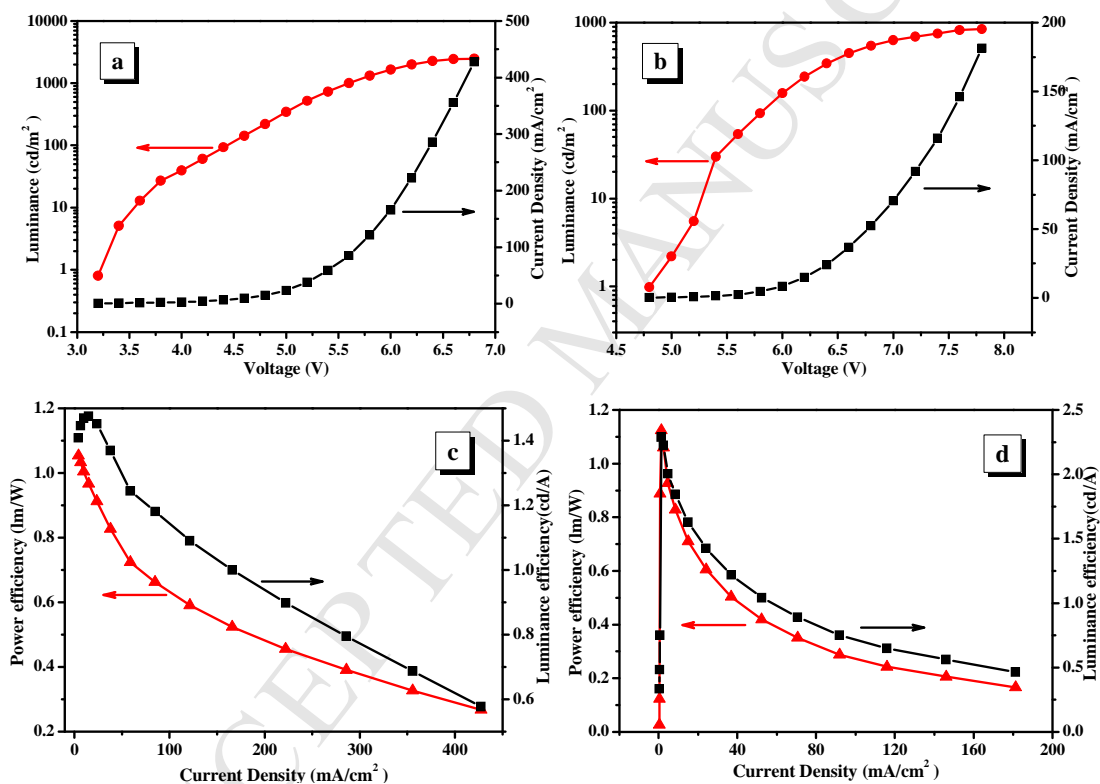 a
10000
1000
100
10
1
0.1
Luminance (cd/m²)
500
400
300
200
100
0
Current Density (mA/cm²)
3.0 3.5 4.0 4.5 5.0 5.5 6.0 6.5 7.0
Voltage (V)
b
1000
100
10
1
Luminance (cd/m²)
200
150
100
50
0
Current Density (mA/cm²)
4.5 5.0 5.5 6.0 6.5 7.0 7.5 8.0
Voltage (V)
c
1.2
1.0
0.8
0.6
0.4
0.2
Power efficiency (lm/W)
1.4
1.2
1.0
0.8
0.6
Luminance efficiency(cd/A)
0 100 200 300 400
Current Density (mA/cm²)
d
1.2
1.0
0.8
0.6
0.4
0.2
0.0
Power efficiency (lm/W)
2.5
2.0
1.5
1.0
0.5
0.0
Luminance efficiency(cd/A)
0 40 80 120 160 200
Current Density (mA/cm²)
CEPTED MANUS